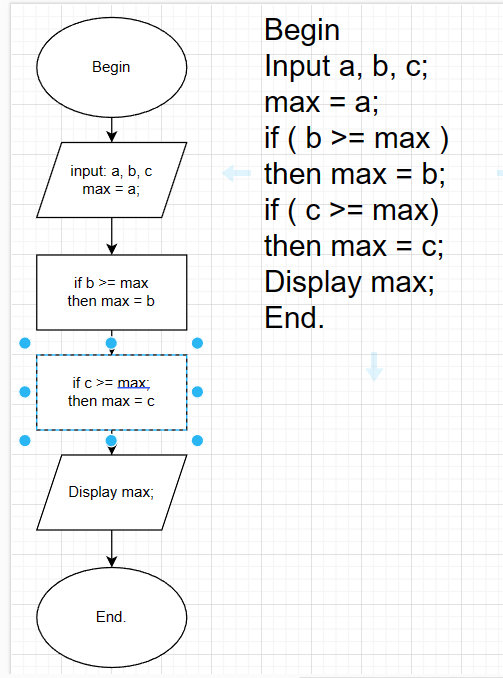 Begin
input: a, b, c
max = a;
if b >= max
then max = b
if c >= max;
then max = c
Display max;
End.
Begin
Input a, b, c;
max = a;
if ( b >= max )
then max = b;
if ( c >= max)
then max = c;
Display max;
End.